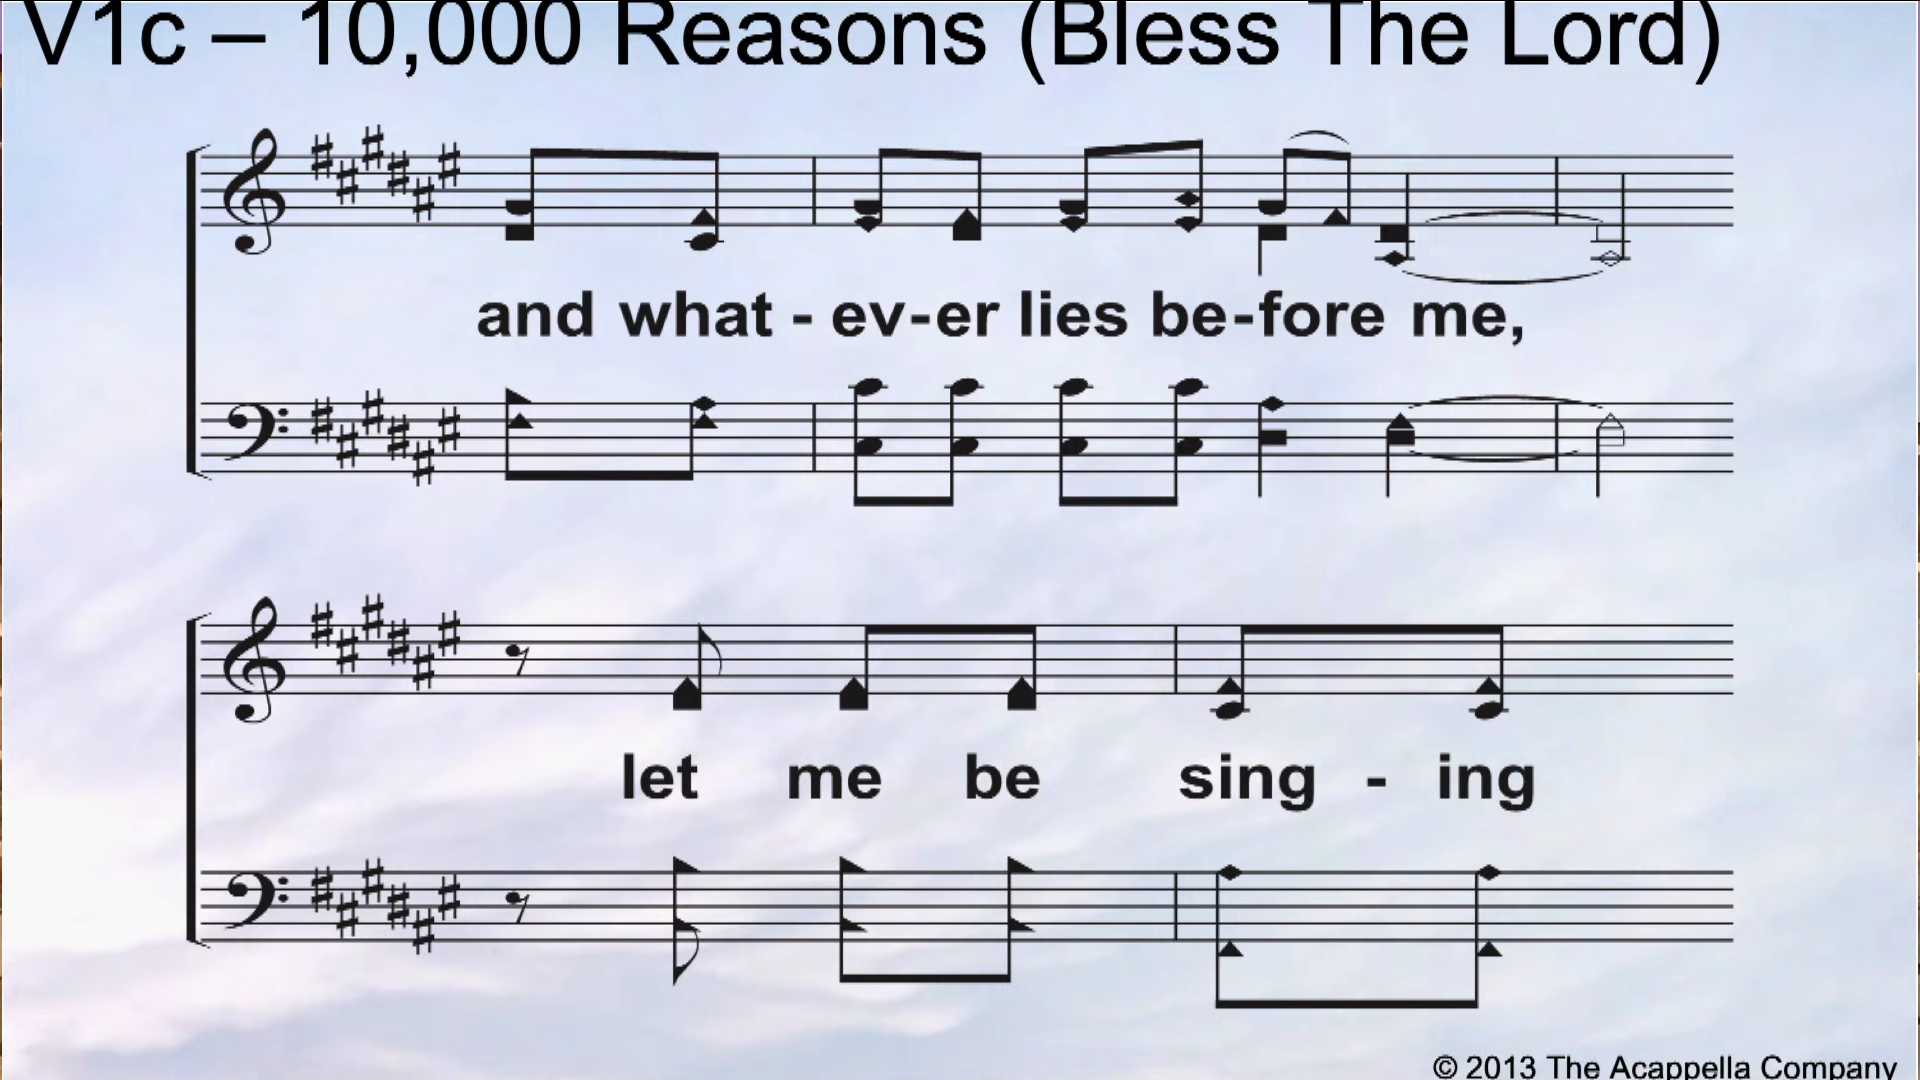 V1c – 10,000 Reasons (Bless The Lord)
and what - ev-er lies be-fore me,
let me be sing - ing
© 2013 The Acappella Company